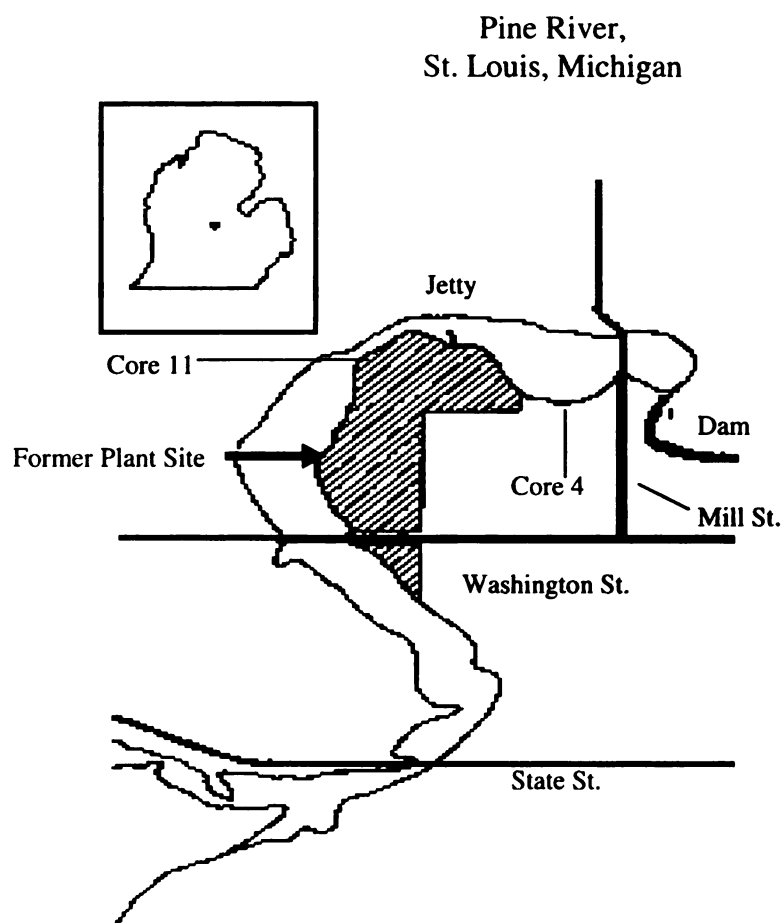 Pine River,
St. Louis, Michigan
Jetty
Core 11
Dam
Former Plant Site
Core 4
Mill St.
Washington St.
State St.